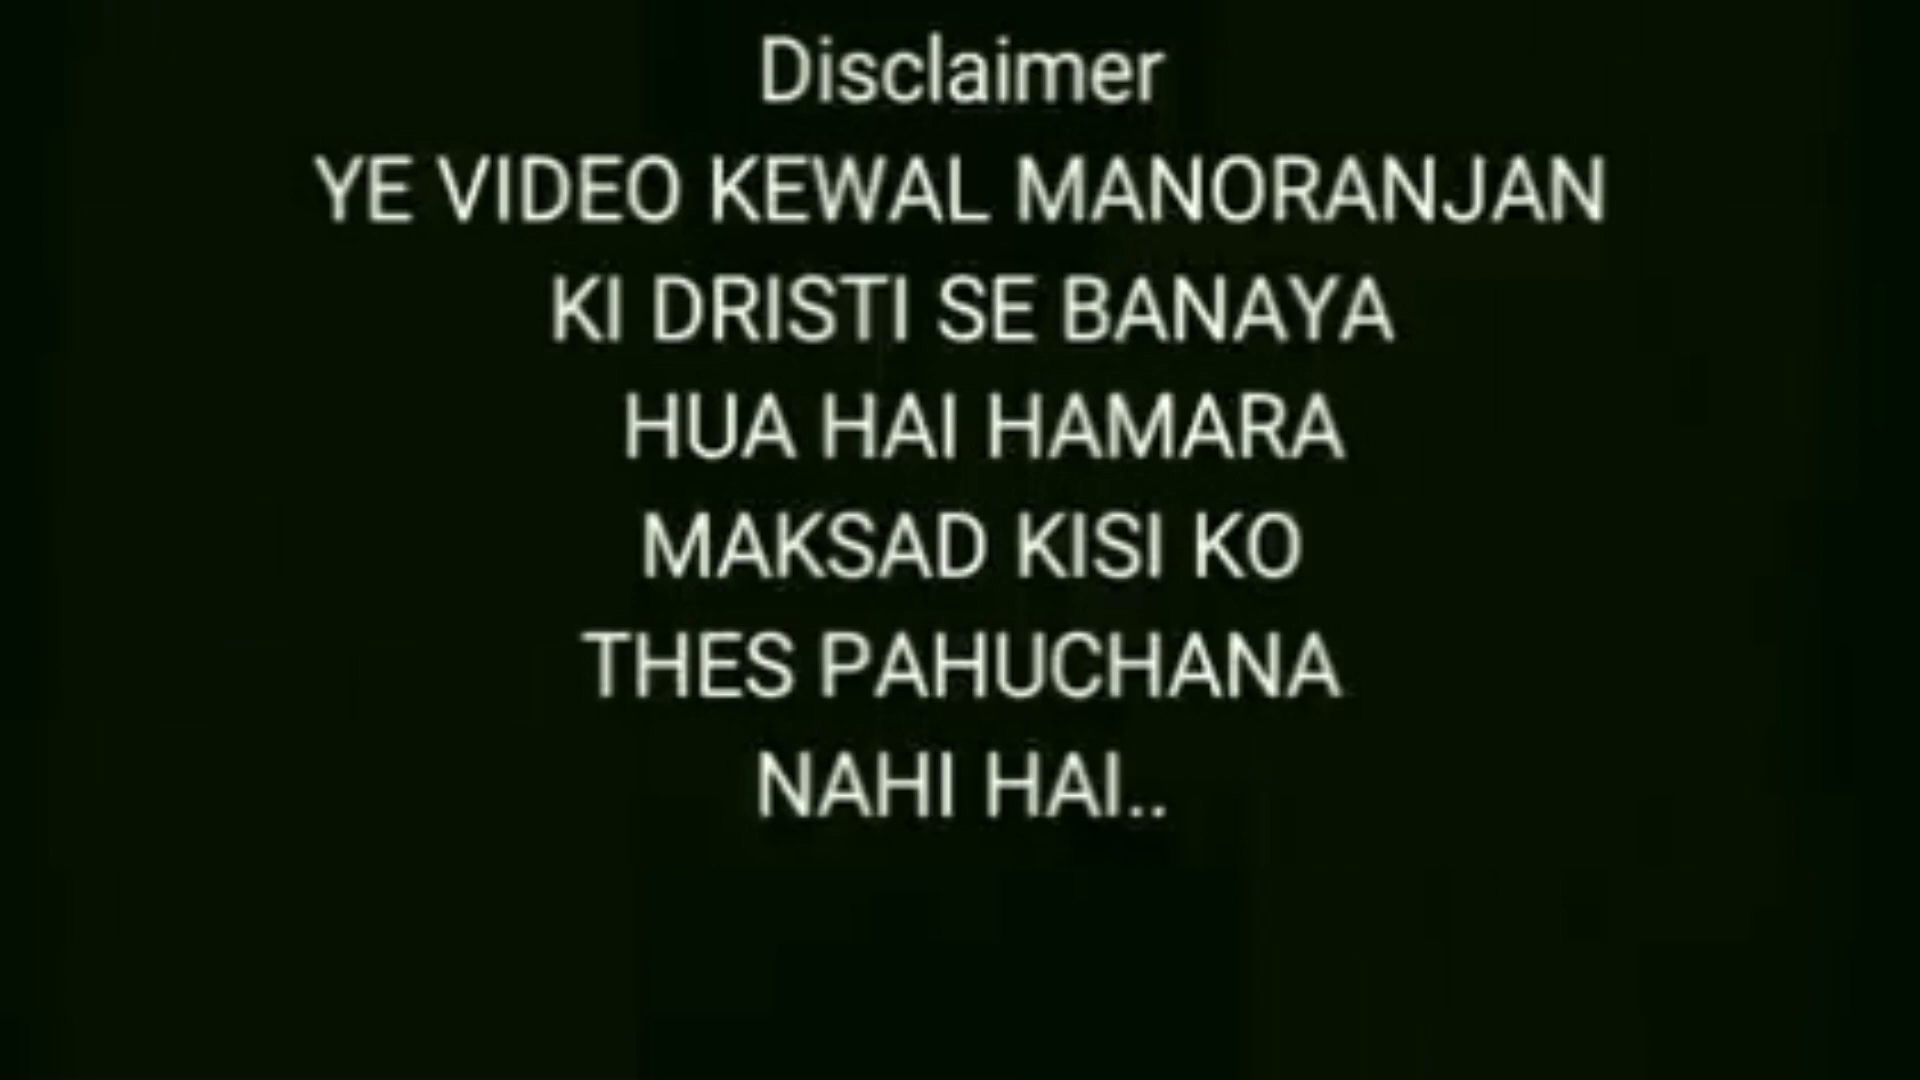 Disclaimer
YE VIDEO KEWAL MANORANJAN
KI DRISTI SE BANAYA
HUA HAI HAMARA
MAKSAD KISI KO
THES PAHUCHANA
NAHI HAI..